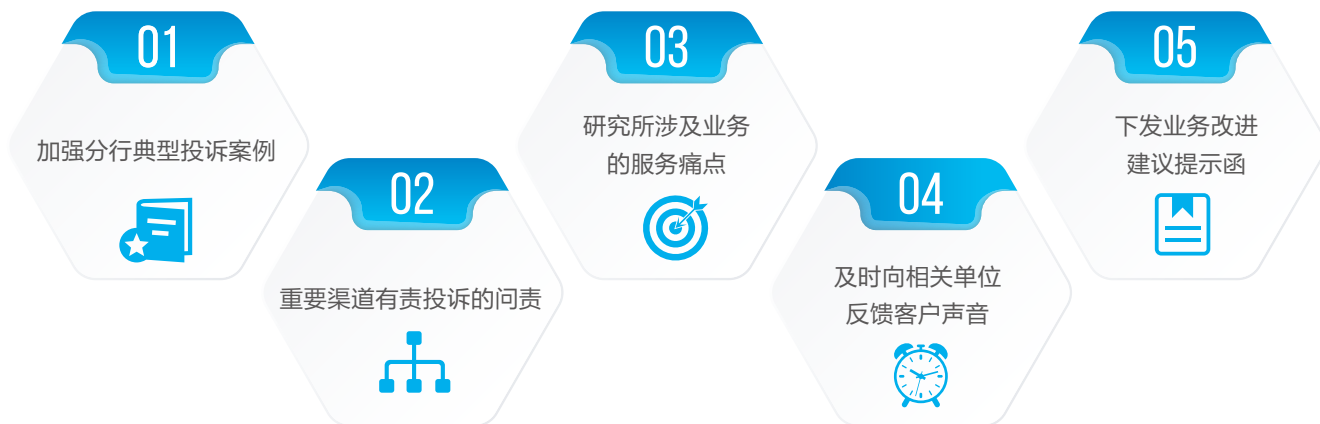 01
加强分行典型投诉案例
02
重要渠道有责投诉的问责
03
研究所涉及业务
的服务痛点
04
及时向相关单位
反馈客户声音
05
下发业务改进
建议提示函